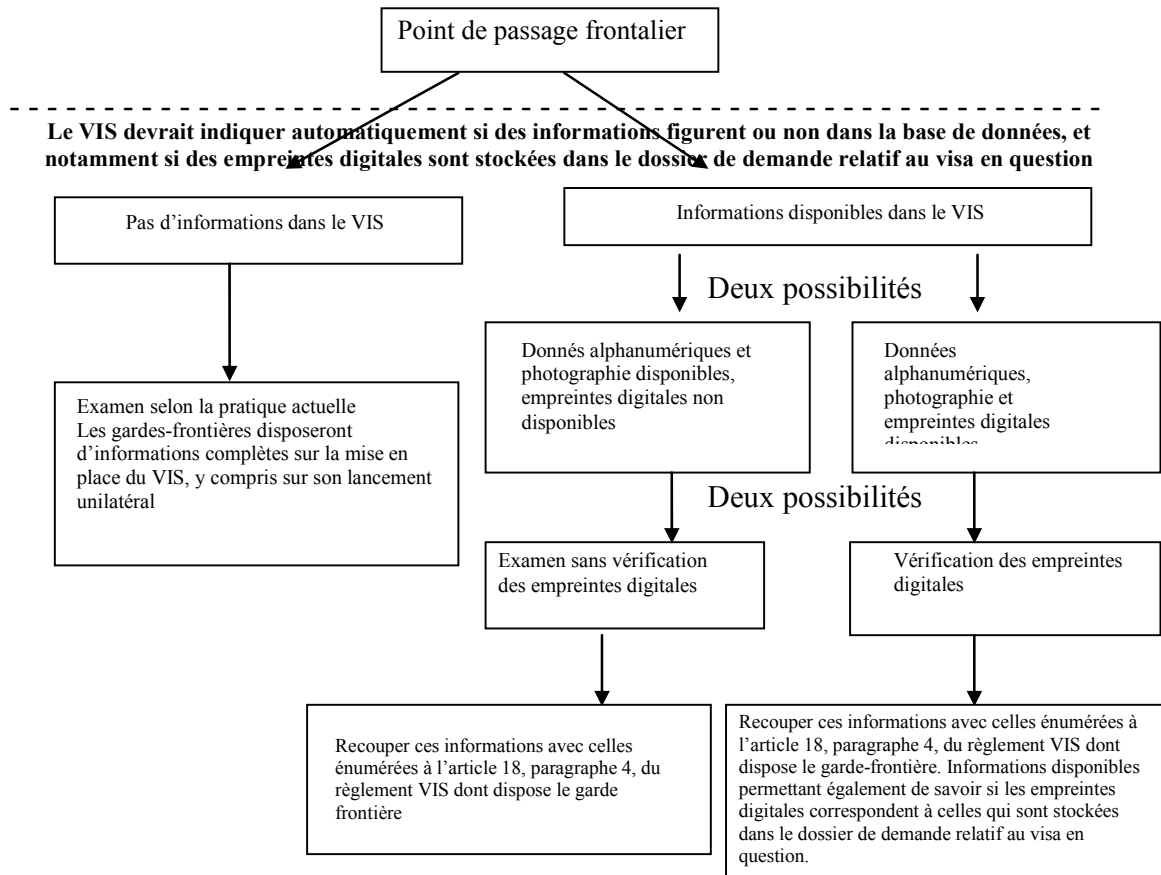 Point de passage frontalier
Le VIS devrait indiquer automatiquement si des informations figurent ou non dans la base de données, et
notamment si des empreintes digitales sont stockées dans le dossier de demande relatif au visa en question
Pas d'informations dans le VIS
Informations disponibles dans le VIS
Deux possibilités
Examen selon la pratique actuelle
Les gardes-frontières disposeront
d'informations complètes sur la mise en
place du VIS, y compris sur son lancement
unilatéral
Donnés alphanumériques et
photographie disponibles,
empreintes digitales non
disponibles
Données
alphanumériques,
photographie et
empreintes digitales
disponibles
Deux possibilités
Examen sans vérification
des empreintes digitales
Vérification des empreintes
digitales
Recouper ces informations avec celles
énumérées à l'article 18, paragraphe 4, du
règlement VIS dont dispose le garde
frontière
Recouper ces informations avec celles énumérées à
l'article 18, paragraphe 4, du règlement VIS dont
dispose le garde-frontière. Informations disponibles
permettant également de savoir si les empreintes
digitales correspondent à celles qui sont stockées
dans le dossier de demande relatif au visa en
question.